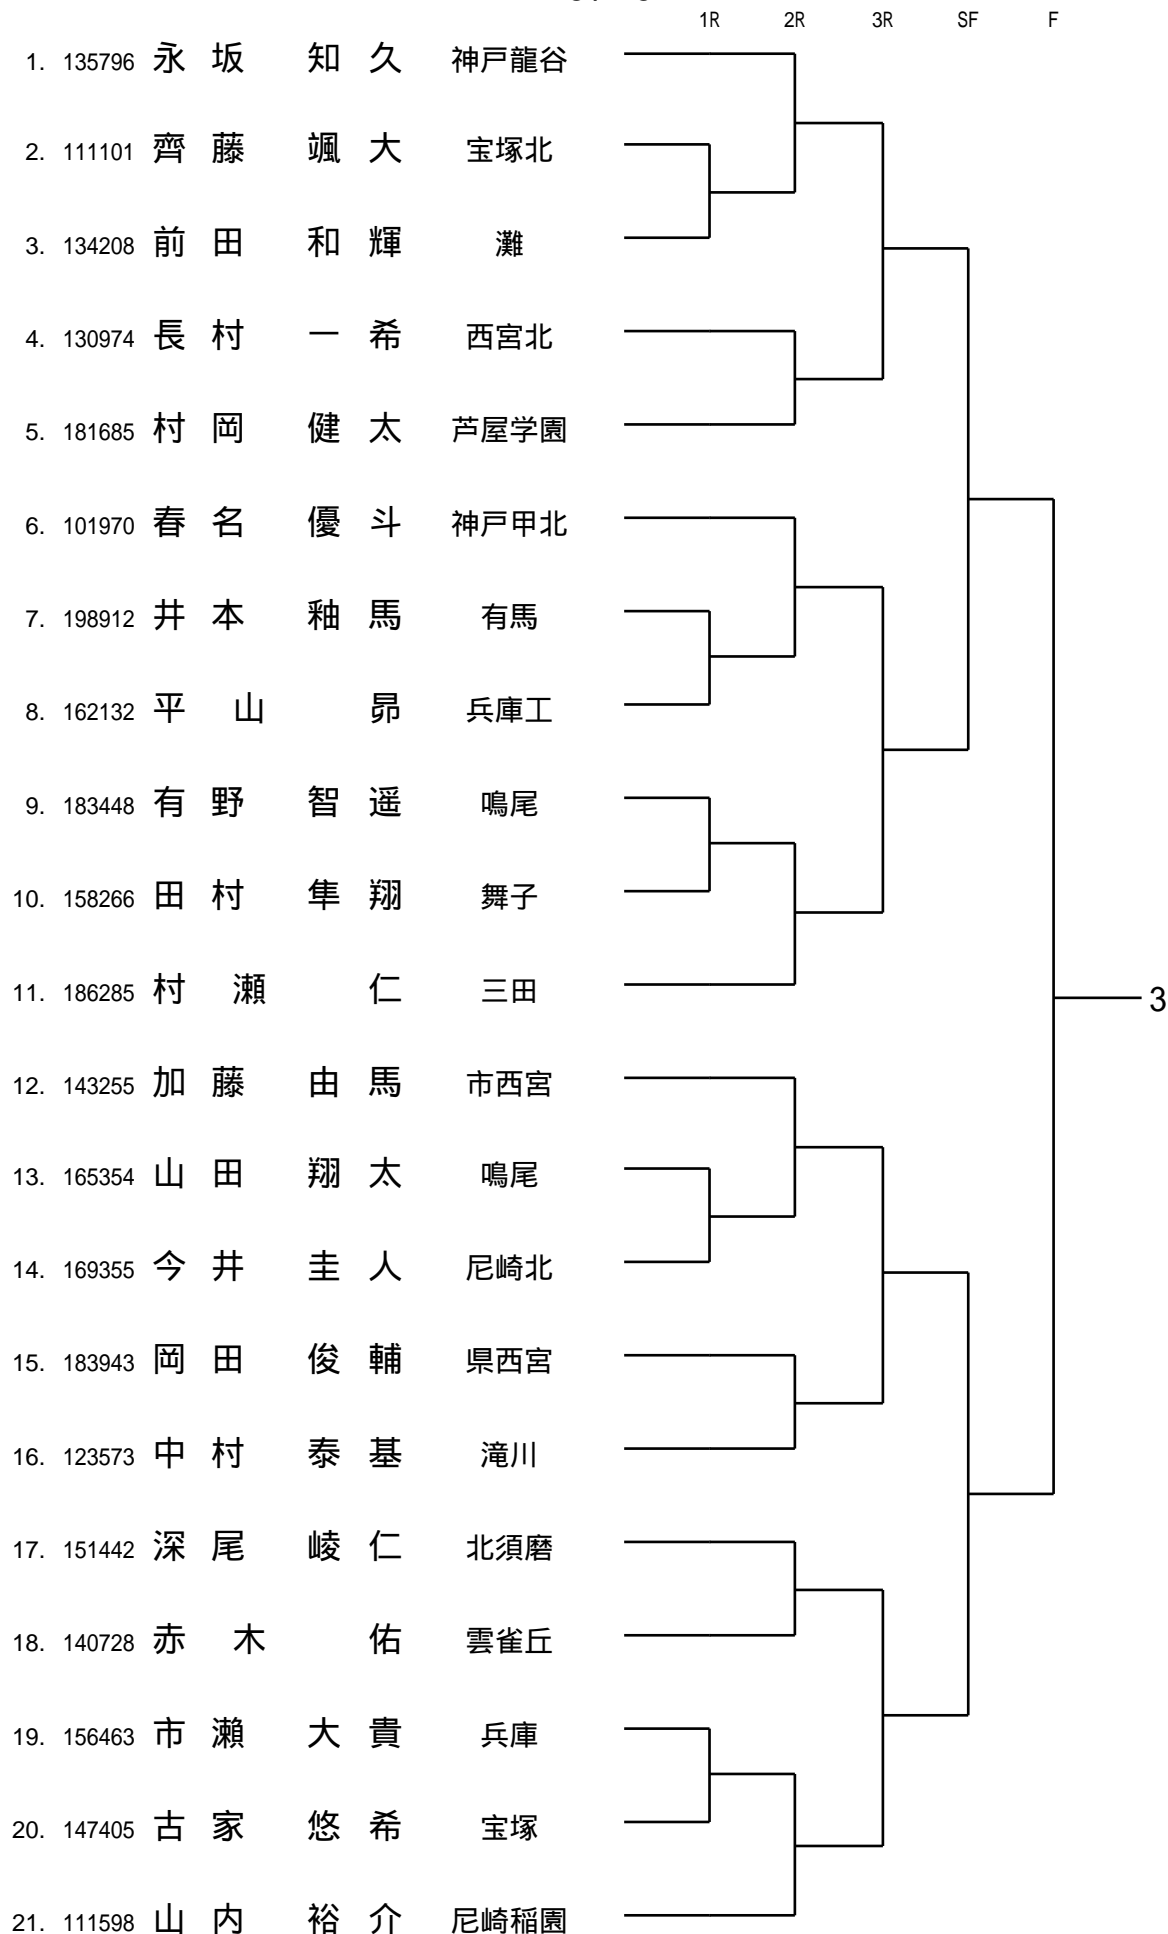 1R 2R 3R SF F
1. 135796 永坂 知久 神戸龍谷
2. 111101 齊藤 颯大 宝塚北
3. 134208 前田 和輝 灘
4. 130974 長村 一希 西宮北
5. 181685 村岡 健太 芦屋学園
6. 101970 春名 優斗 神戸甲北
7. 198912 井本 釉馬 有馬
8. 162132 平山 昴 兵庫工
9. 183448 有野 智遥 鳴尾
10. 158266 田村 隼翔 舞子
11. 186285 村瀬 仁 三田
3
12. 143255 加藤 由馬 市西宮
13. 165354 山田 翔太 鳴尾
14. 169355 今井 圭人 尼崎北
15. 183943 岡田 俊輔 県西宮
16. 123573 中村 泰基 滝川
17. 151442 深尾 崚仁 北須磨
18. 140728 赤木 佑 雲雀丘
19. 156463 市瀨 大貴 兵庫
20. 147405 古家 悠希 宝塚
21. 111598 山内 裕介 尼崎稲園